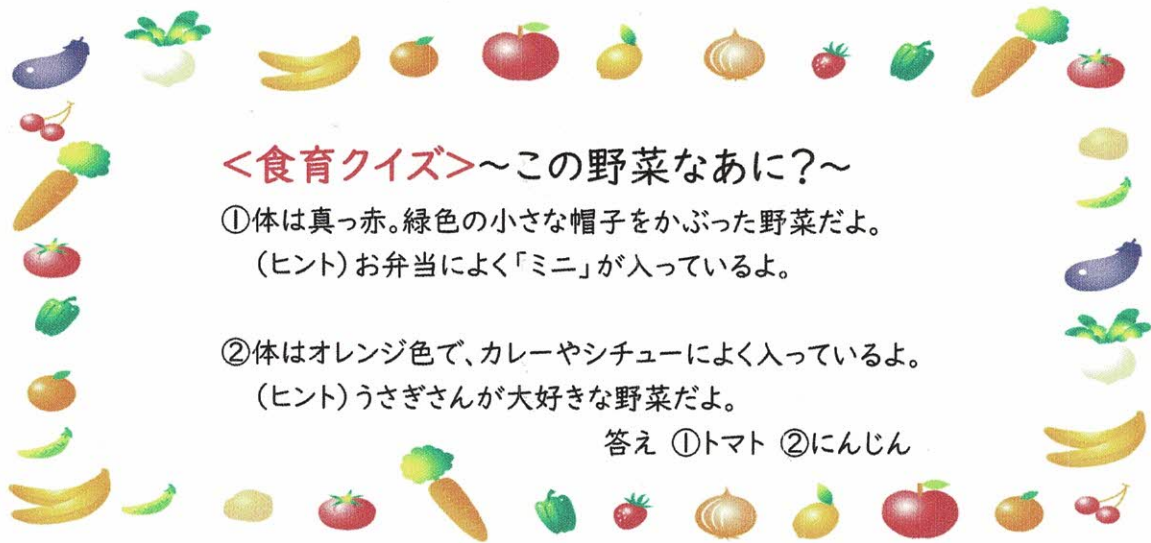 <食育クイズ>~この野菜なあに?~
①体は真っ赤。緑色の小さな帽子をかぶった野菜だよ。
(ヒント)お弁当によく「ミニ」が入っているよ。
②体はオレンジ色で、カレーやシチューによく入っているよ。
(ヒント)うさぎさんが大好きな野菜だよ。
答え ①トマト ②にんじん